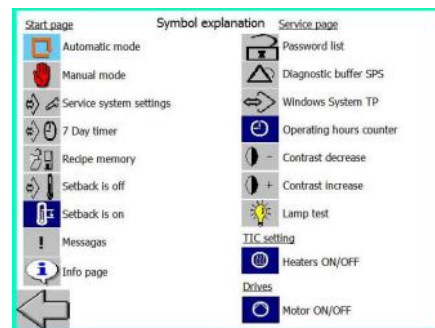 Symbol explanation
Start page
Automatic mode
Manual mode
Service system settings
7 Day timer
Recipe memory
Setback is off
Setback is on
! Messagas
i Info page
Service page
Password list
Diagnostic buffer SPS
Windows System TP
Operating hours counter
- Contrast decrease
+ Contrast increase
Lamp test
TIC setting
Heaters ON/OFF
Drives
Motor ON/OFF